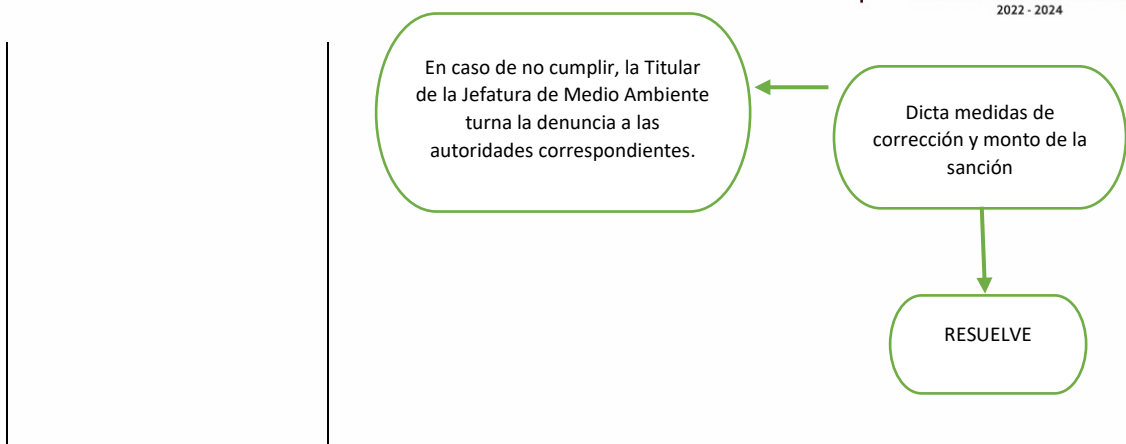 2022 - 2024
En caso de no cumplir, la Titular
de la Jefatura de Medio Ambiente
turna la denuncia a las
autoridades correspondientes.
Dicta medidas de
corrección y monto de la
sanción
RESUELVE